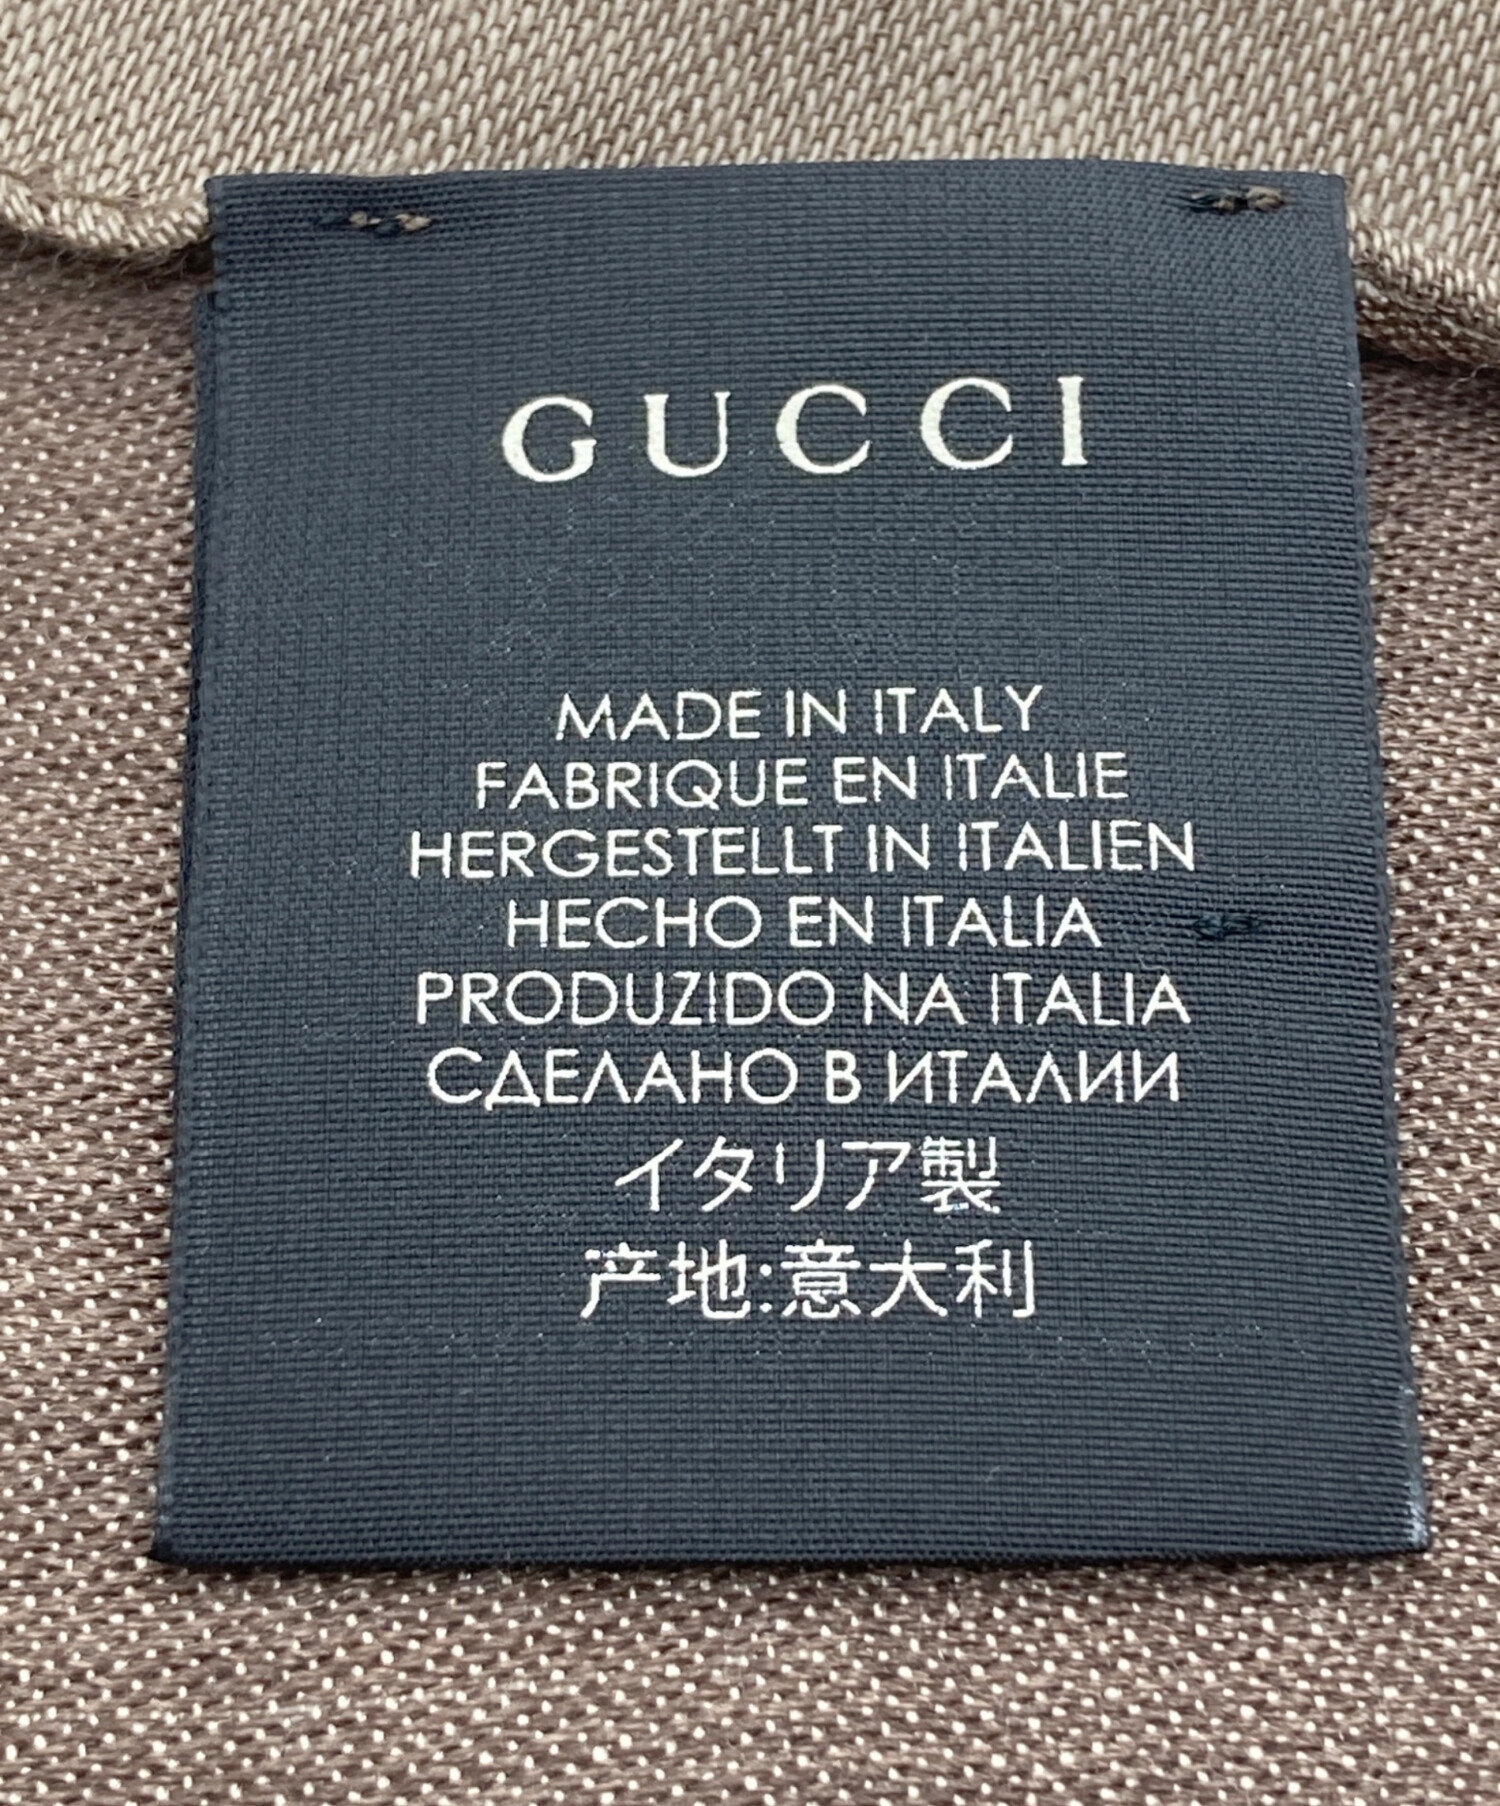 GUCCI
MADE IN ITALY
FABRIQUE EN ITALIE
HERGESTELLT IN ITALIEN
HECHO EN ITALIA
PRODUZIDO NA ITALIA
СДЕЛАНО В ИТАЛИИ
イタリア製
产地:意大利